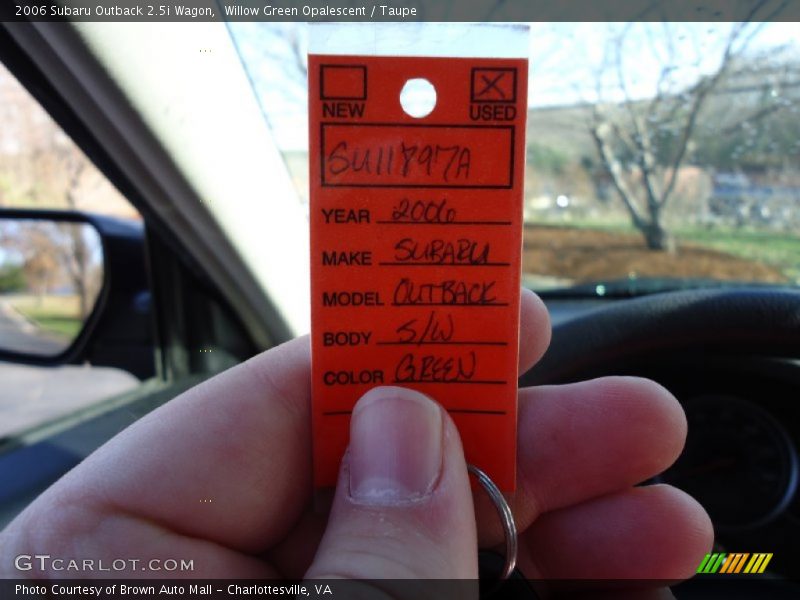 2006 Subaru Outback 2.5i Wagon, Willow Green Opalescent / Taupe
NEW USED
SU11897A
YEAR 2006
MAKE SUBARU
MODEL OUTBACK
BODY S/W
COLOR GREEN
GTCARLOT.COM
Photo Courtesy of Brown Auto Mall - Charlottesville, VA